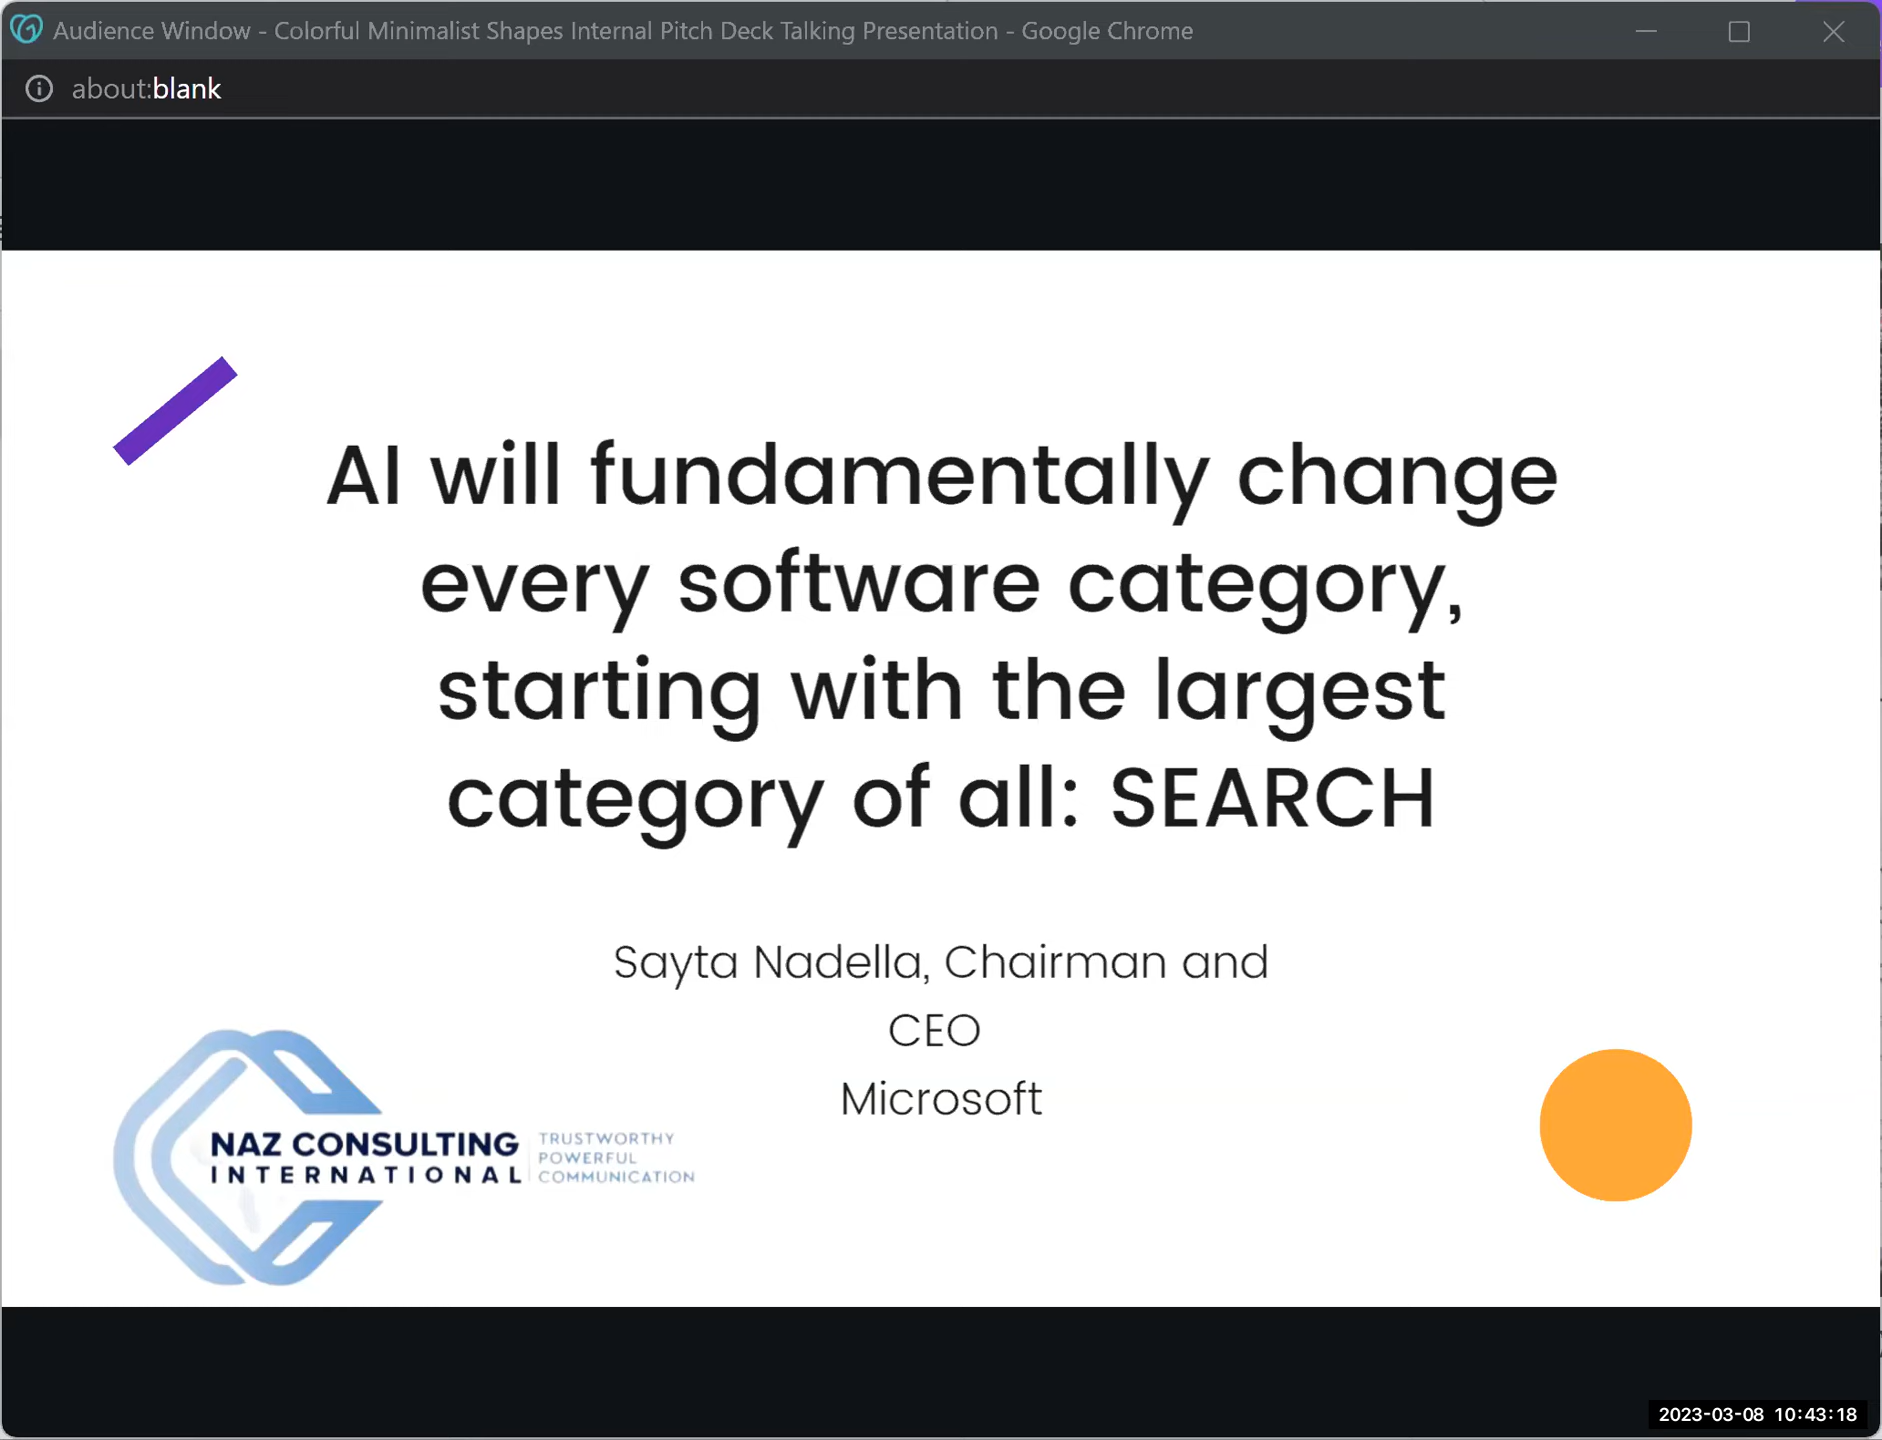 Audience Window - Colorful Minimalist Shapes Internal Pitch Deck Talking Presentation - Google Chrome
about:blank
AI will fundamentally change
every software category,
starting with the largest
category of all: SEARCH
Sayta Nadella, Chairman and
CEO
Microsoft
NAZ CONSULTING
INTERNATIONAL
TRUSTWORTHY
POWERFUL
COMMUNICATION
2023-03-08 10:43:18